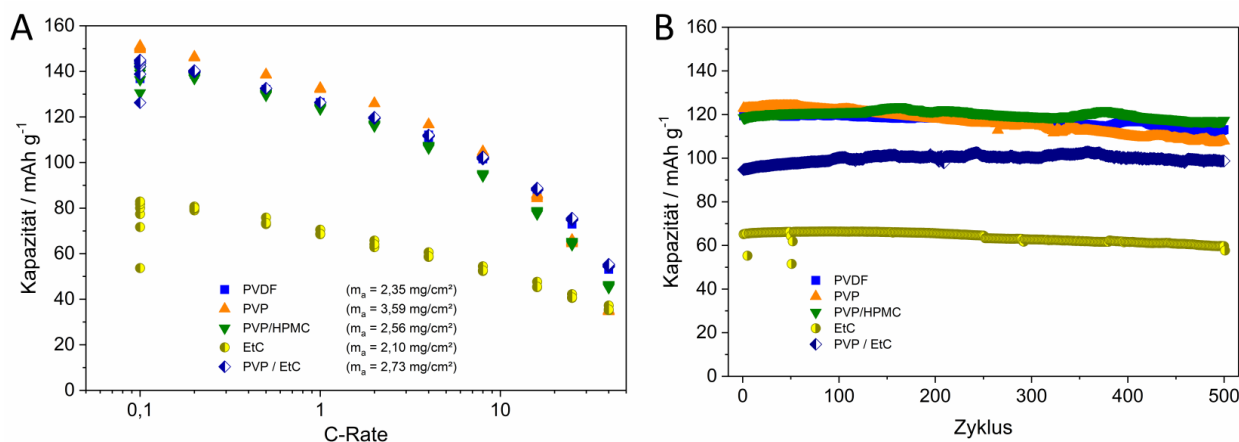 A
B
Kapazität / mAh g⁻¹
160
140
120
100
80
60
40
20
0
PVDF (mₐ = 2,35 mg/cm²)
PVP (mₐ = 3,59 mg/cm²)
PVP/HPMC (mₐ = 2,56 mg/cm²)
EtC (mₐ = 2,10 mg/cm²)
PVP / EtC (mₐ = 2,73 mg/cm²)
0,1
1
10
C-Rate
Kapazität / mAh g⁻¹
160
140
120
100
80
60
40
20
0
PVDF
PVP
PVP/HPMC
EtC
PVP / EtC
0
100
200
300
400
500
Zyklus